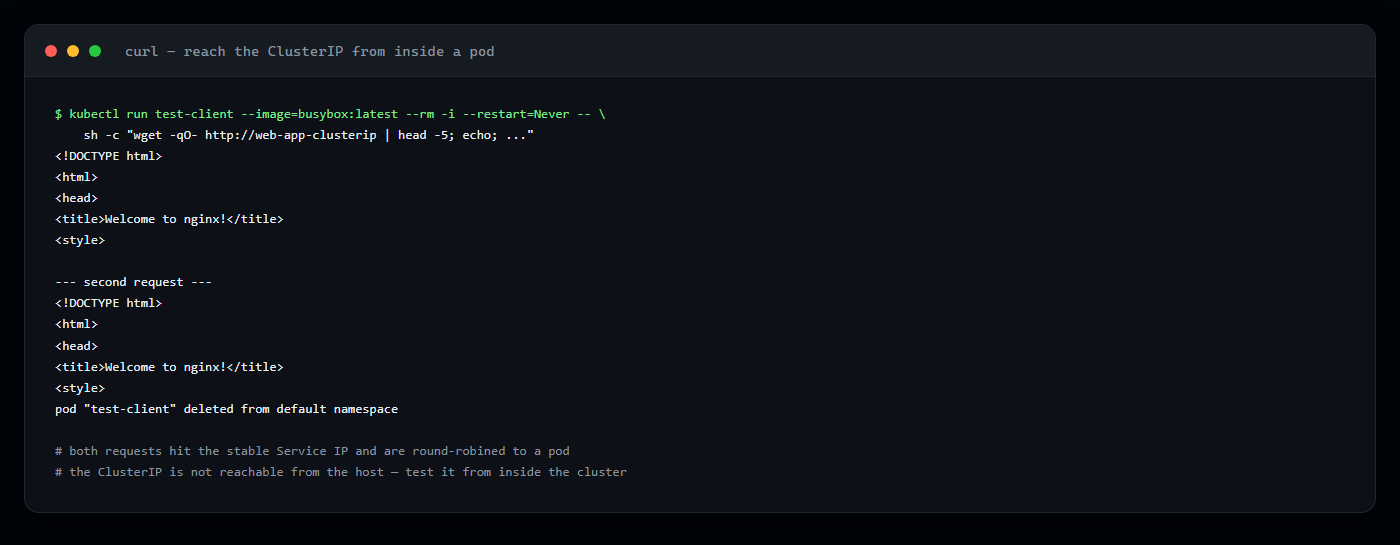 curl — reach the ClusterIP from inside a pod
$ kubectl run test-client --image=busybox:latest --rm -i --restart=Never -- \
    sh -c "wget -qO- http://web-app-clusterip | head -5; echo; ..."
<!DOCTYPE html>
<html>
<head>
<title>Welcome to nginx!</title>
<style>

--- second request ---
<!DOCTYPE html>
<html>
<head>
<title>Welcome to nginx!</title>
<style>
pod "test-client" deleted from default namespace

# both requests hit the stable Service IP and are round-robined to a pod
# the ClusterIP is not reachable from the host — test it from inside the cluster